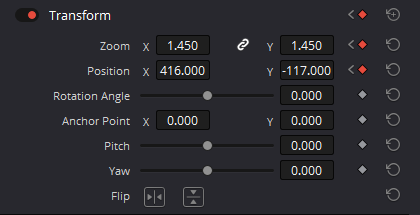 Transform
Zoom X 1.450 Y 1.450
Position X 416.000 Y -117.000
Rotation Angle 0.000
Anchor Point X 0.000 Y 0.000
Pitch 0.000
Yaw 0.000
Flip